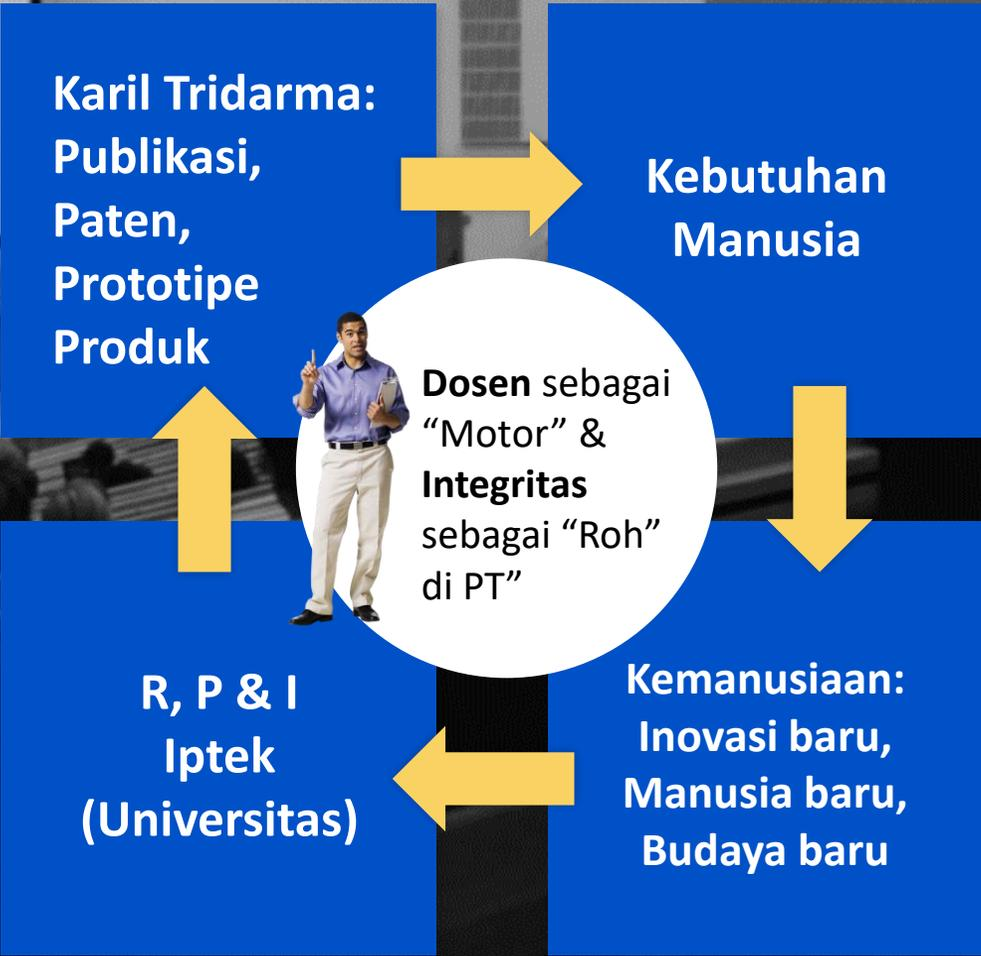 Karil Tridarma:
Publikasi,
Paten,
Prototipe
Produk
Kebutuhan
Manusia
Dosen sebagai
“Motor” &
Integritas
sebagai “Roh”
di PT”
R, P & I
Iptek
(Universitas)
Kemanusiaan:
Inovasi baru,
Manusia baru,
Budaya baru